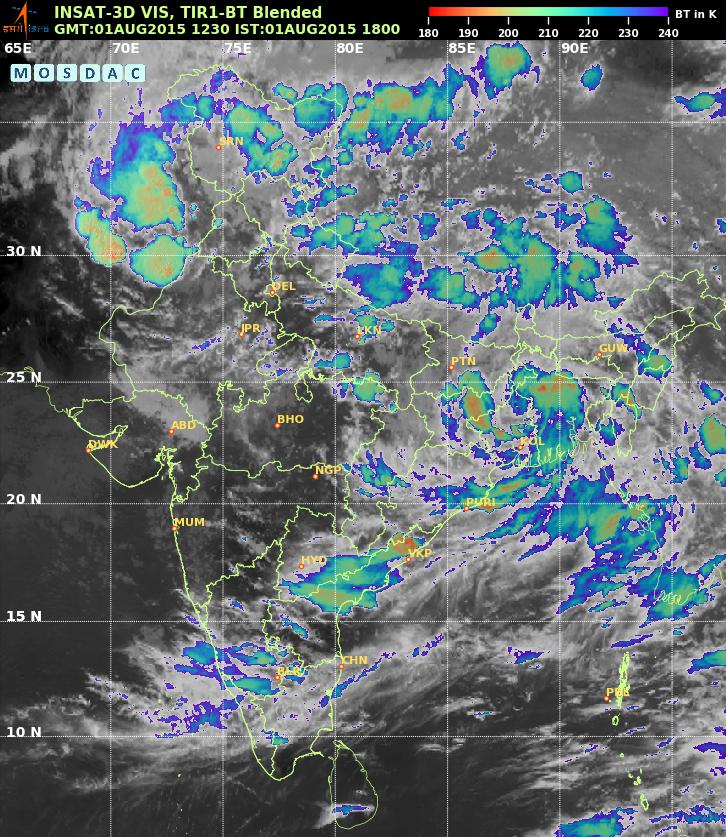 INSAT-3D VIS, TIR1-BT Blended
GMT:01AUG2015 1230 IST:01AUG2015 1800
BT in K
180 190 200 210 220 230 240
65E 70E 75E 80E 85E 90E
MOSDAC
SRN
30 N
DEL
JPR LKN
GUW
PTN
25 N
BHO
ABD
DWK KOL
NGP
20 N PURI
MUM
VKP
HYD
15 N
CHN
BLR
10 N